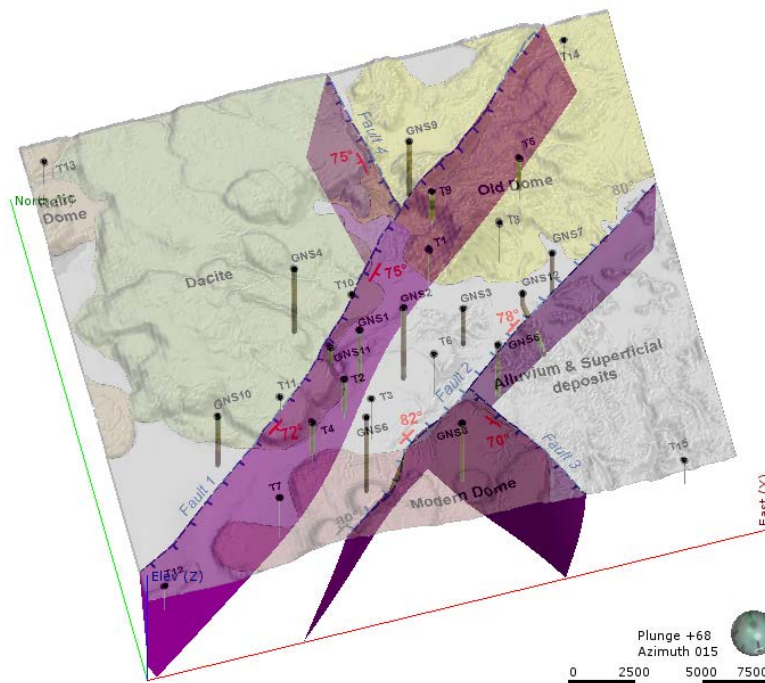 T14
GNS9
Fault 4
75°
T5
T13
T9
Old Dome
80°
North (Y)
Relic
Dome
T8
T1
GNS7
GNS4
Dacite
75°
T10
GNS12
GNS2
GNS3
78°
GNS1
GNS11
T6
Fault 2
Alluvium & Superficial
deposits
T2
T11
T3
GNS10
GNS6
82°
72°
T4
GNS8
70°
Fault 3
T15
Fault 1
T7
Modern Dome
80°
East (X)
T12
Elev (Z)
Plunge +68
Azimuth 015
0 2500 5000 7500